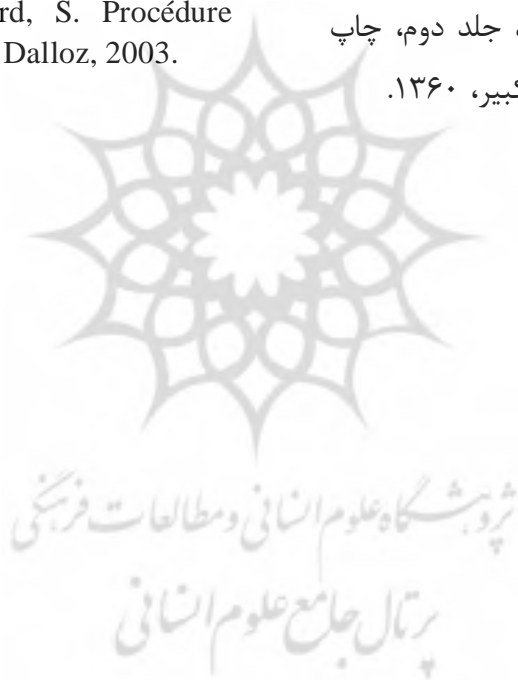 rd, S. Procédure
Dalloz, 2003.
، جلد دوم، چاپ
کبیر، ۱۳۶۰.
پژوهشگاه علوم انسانی و مطالعات فرهنگی
پرتال جامع علوم انسانی